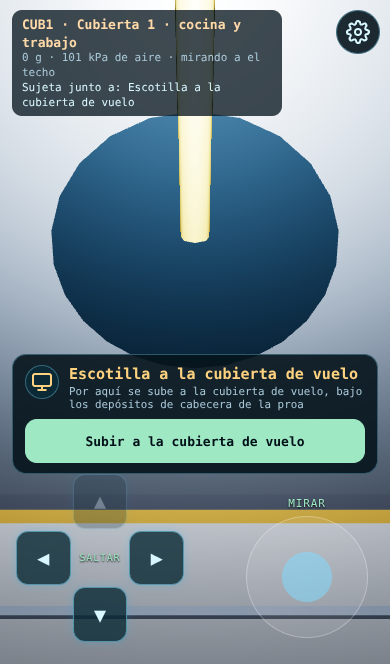 CUB1 · Cubierta 1 · cocina y
trabajo
0 g · 101 kPa de aire · mirando a el
techo
Sujeta junto a: Escotilla a la
cubierta de vuelo
Escotilla a la cubierta de vuelo
Por aquí se sube a la cubierta de vuelo, bajo
los depósitos de cabecera de la proa
Subir a la cubierta de vuelo
MIRAR
SALTAR